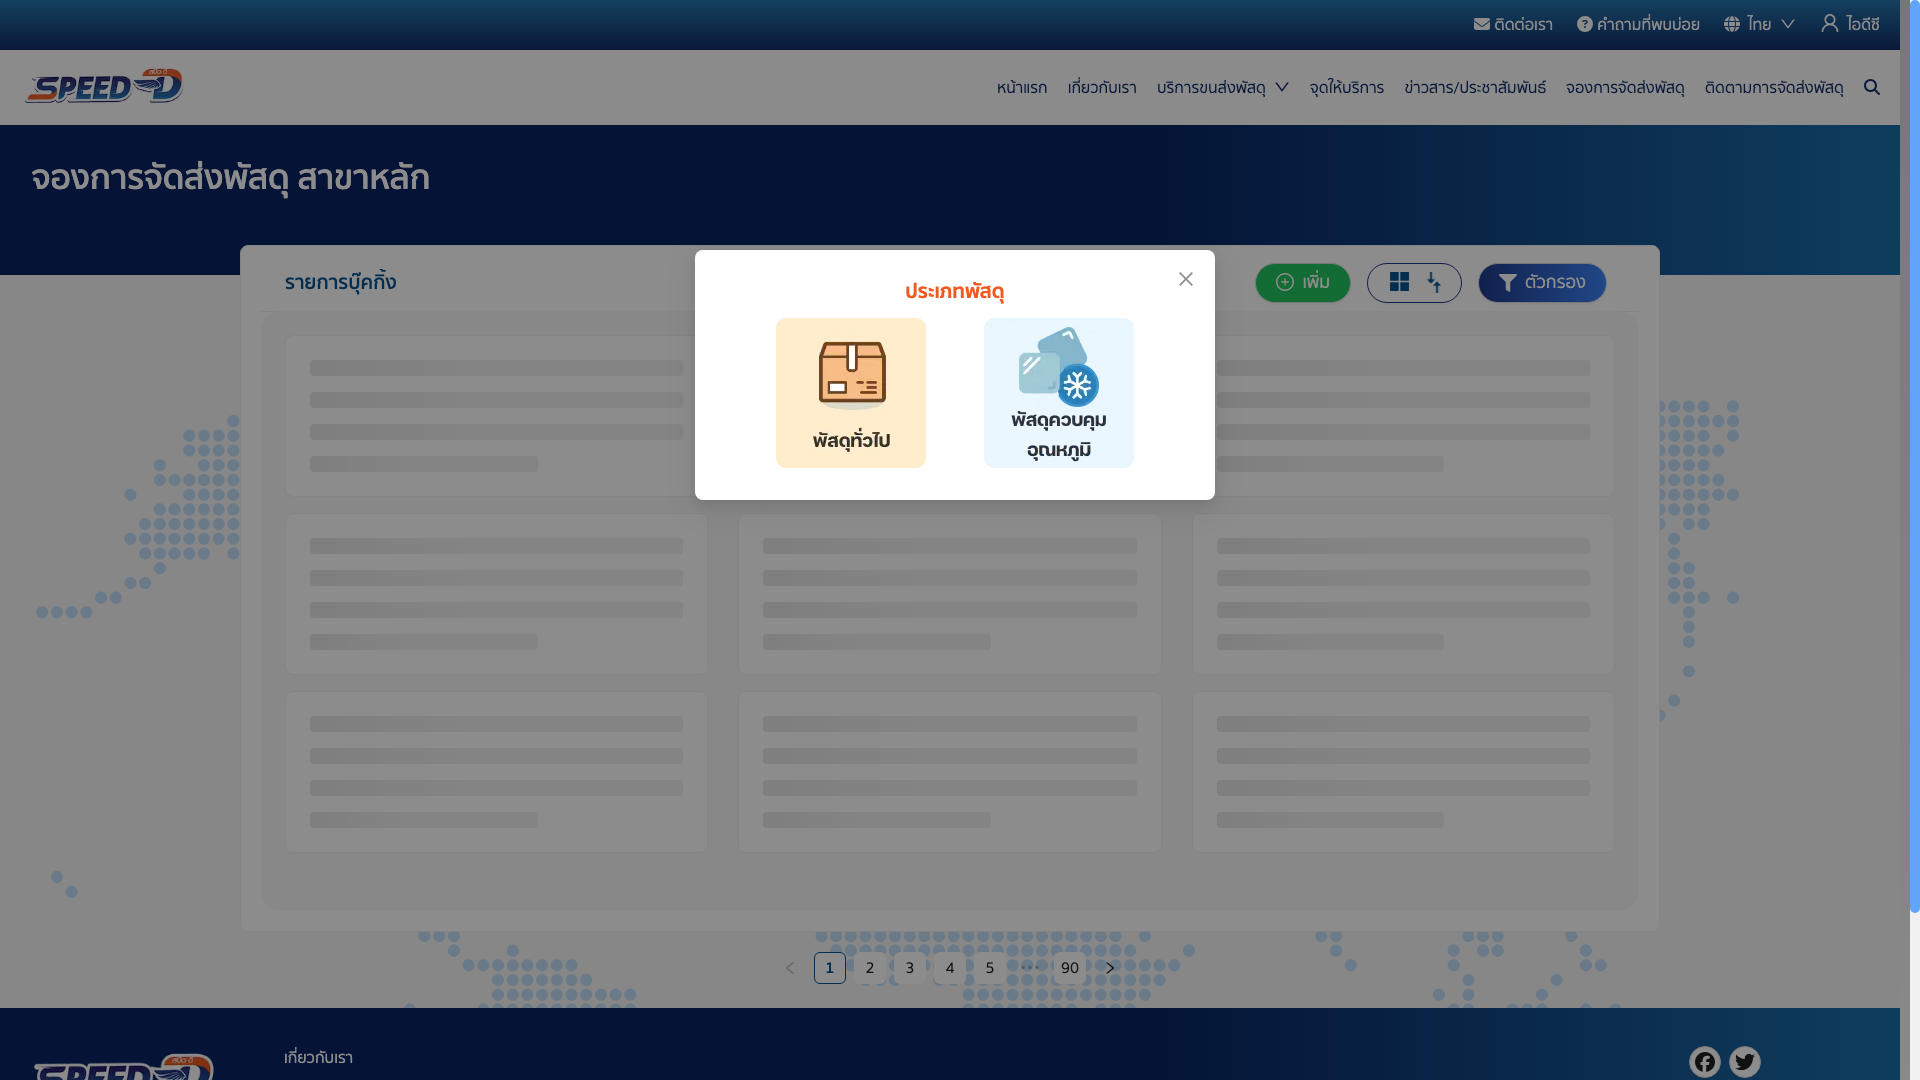 ติดต่อเรา คำถามที่พบบ่อย ไทย ไอดีซี
SPEED-D สปีด-ดี
หน้าแรก เกี่ยวกับเรา บริการขนส่งพัสดุ จุดให้บริการ ข่าวสาร/ประชาสัมพันธ์ จองการจัดส่งพัสดุ ติดตามการจัดส่งพัสดุ
จองการจัดส่งพัสดุ สาขาหลัก
รายการบุ๊คกิ้ง
เพิ่ม ตัวกรอง
ประเภทพัสดุ
พัสดุทั่วไป
พัสดุควบคุม
อุณหภูมิ
1 2 3 4 5 ••• 90
เกี่ยวกับเรา
SPEED-D สปีด-ดี